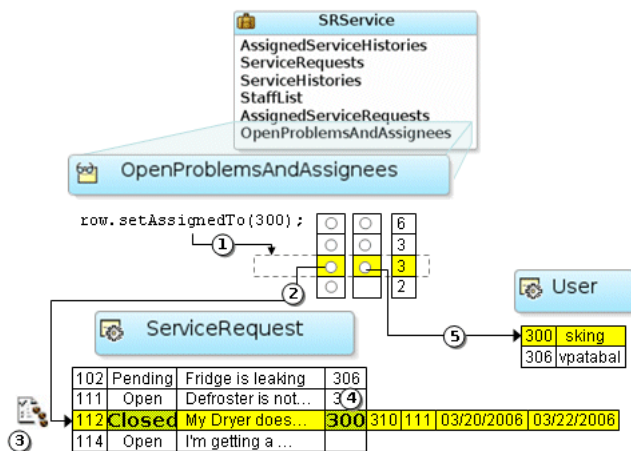 SRService
AssignedServiceHistories
ServiceRequests
ServiceHistories
StaffList
AssignedServiceRequests
OpenProblemsAndAssignees
OpenProblemsAndAssignees
row.setAssignedTo(300);
6
1
3
3
2
2
User
ServiceRequest
5
300 sking
306 vpatabal
102 Pending Fridge is leaking 306
111 Open Defroster is not... 3
4
112 Closed My Dryer does... 300 310 111 03/20/2006 03/22/2006
3
114 Open I'm getting a ...